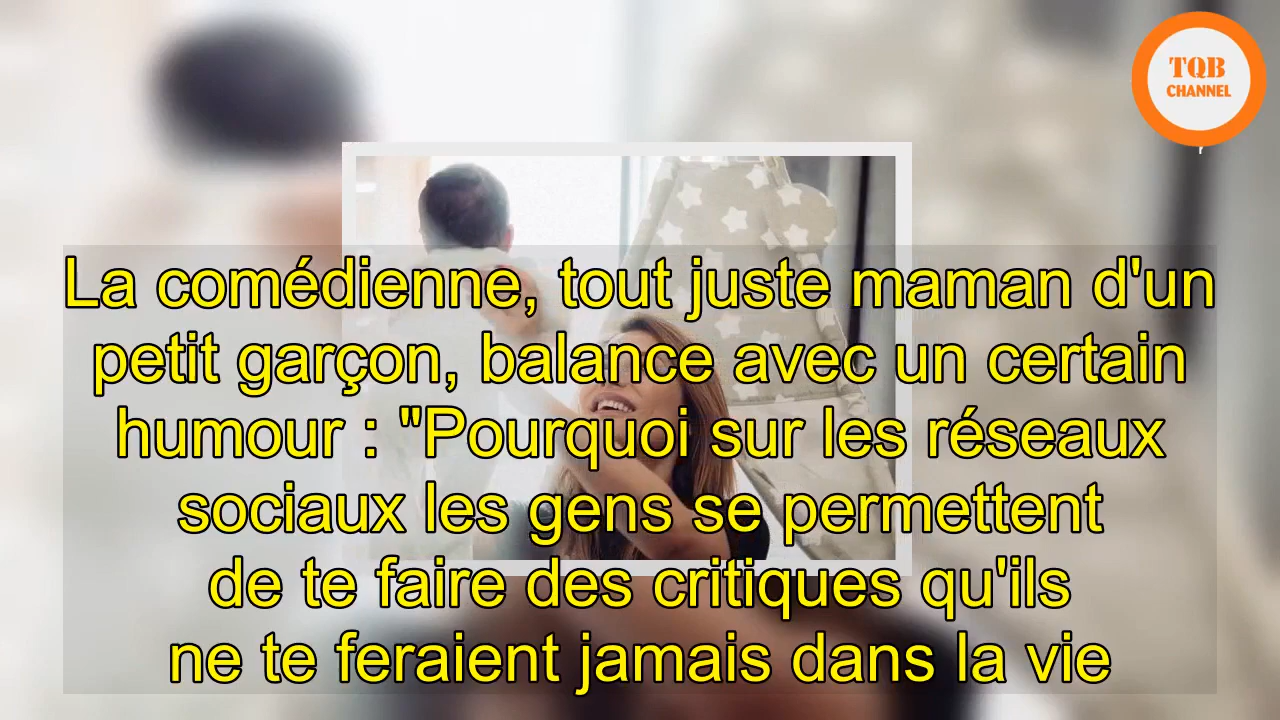 TQB
CHANNEL
La comédienne, tout juste maman d'un
petit garçon, balance avec un certain
humour : "Pourquoi sur les réseaux
sociaux les gens se permettent
de te faire des critiques qu'ils
ne te feraient jamais dans la vie